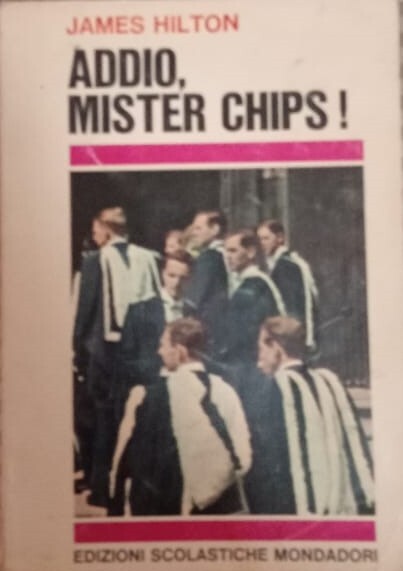 JAMES HILTON
ADDIO,
MISTER CHIPS!
EDIZIONI SCOLASTICHE MONDADORI